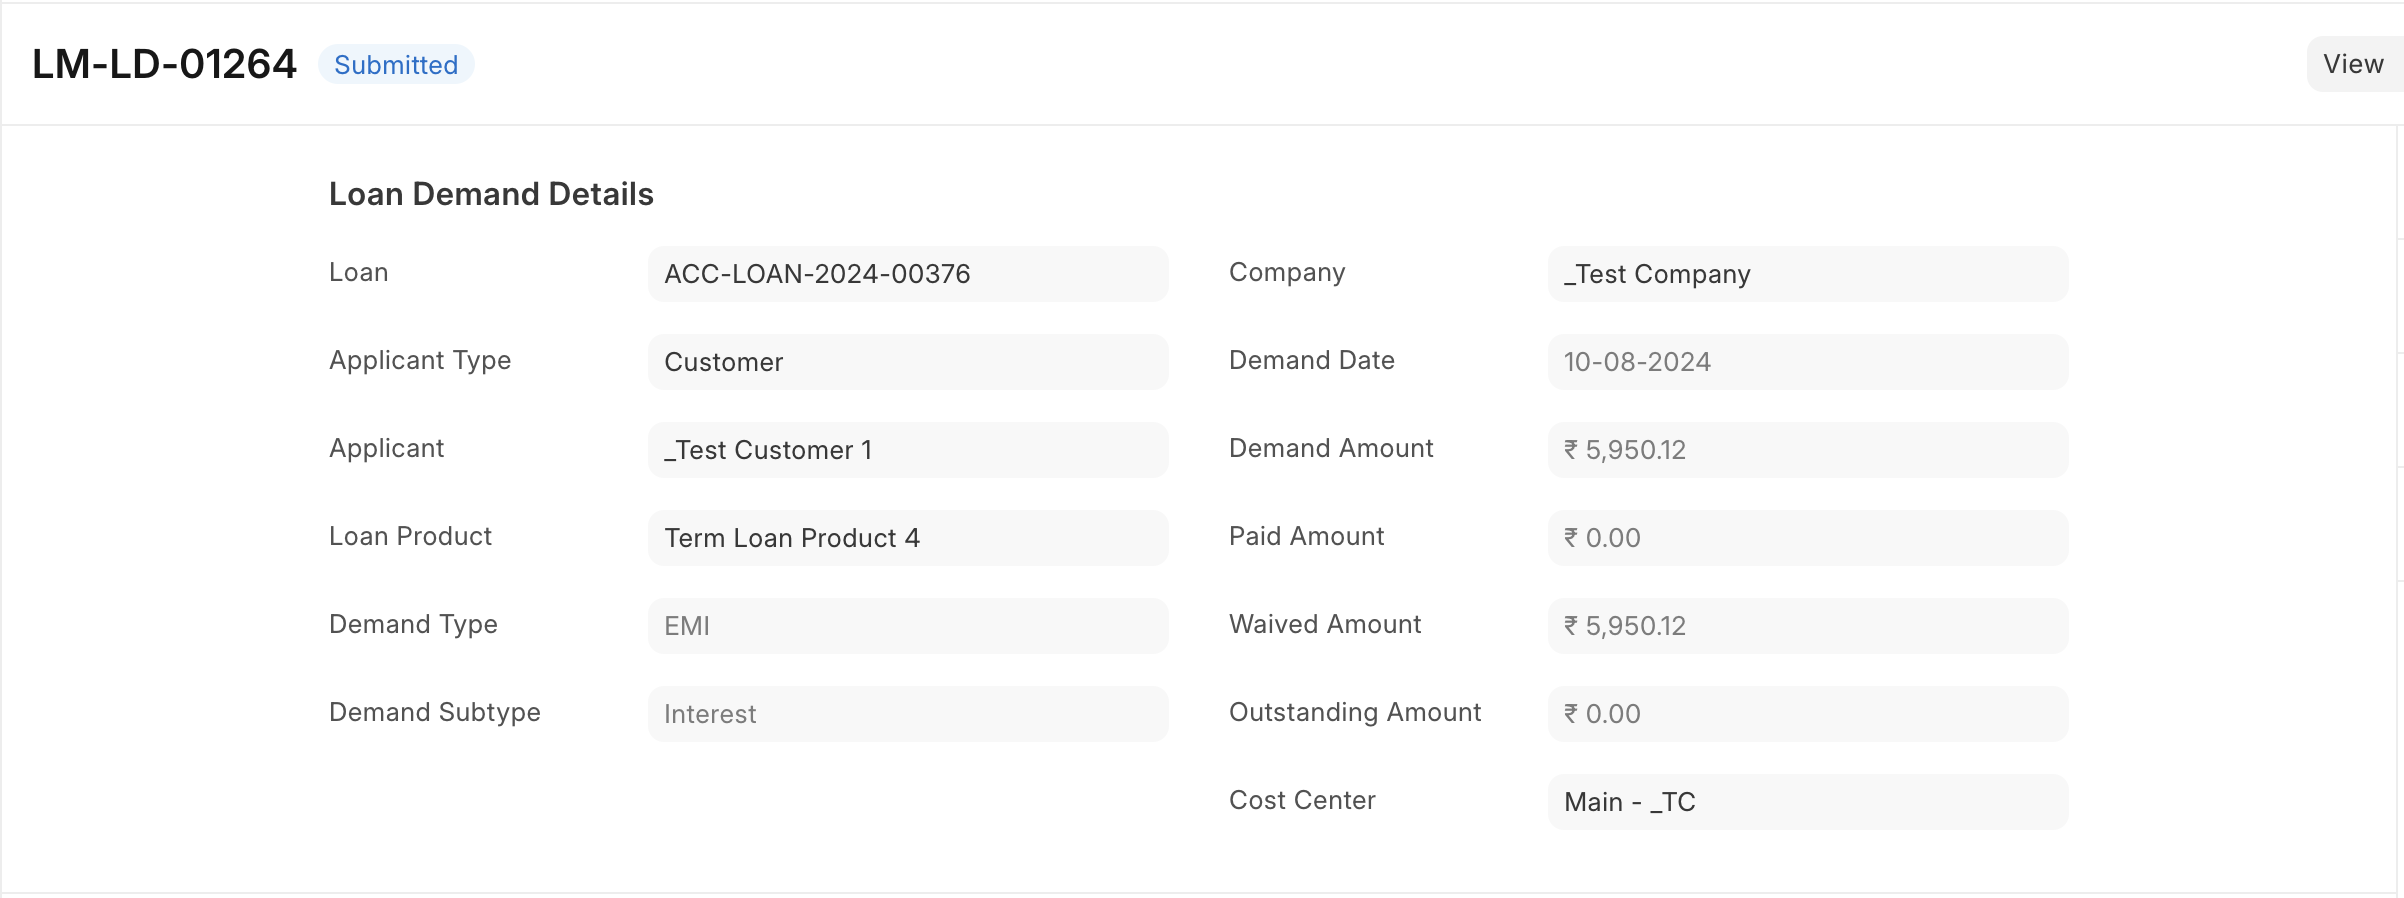 LM-LD-01264 Submitted View
Loan Demand Details
Loan ACC-LOAN-2024-00376
Applicant Type Customer
Applicant _Test Customer 1
Loan Product Term Loan Product 4
Demand Type EMI
Demand Subtype Interest
Company _Test Company
Demand Date 10-08-2024
Demand Amount ₹ 5,950.12
Paid Amount ₹ 0.00
Waived Amount ₹ 5,950.12
Outstanding Amount ₹ 0.00
Cost Center Main - _TC